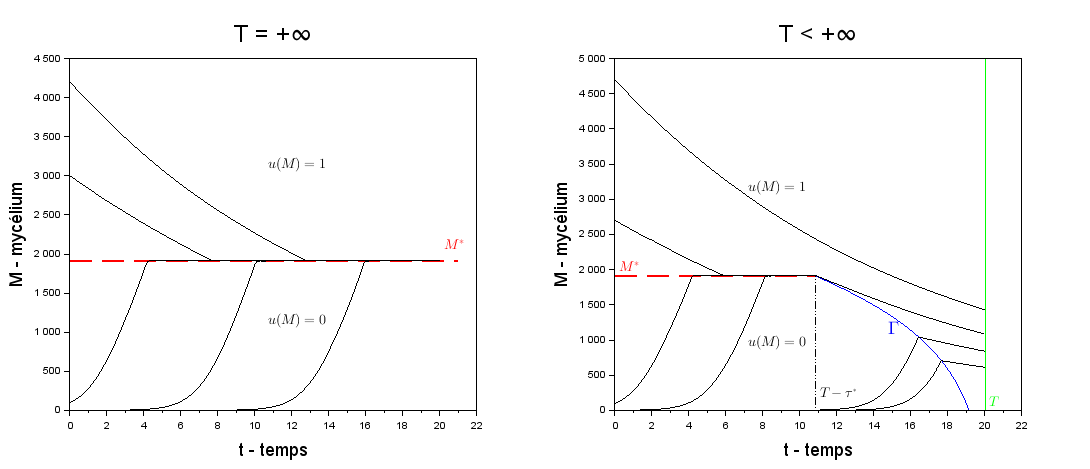 T = +∞
4 500
4 000
3 500
3 000
2 500
2 000
1 500
1 000
500
0
M - mycélium
u(M) = 1
M*
u(M) = 0
0 2 4 6 8 10 12 14 16 18 20 22
t - temps
T < +∞
5 000
4 500
4 000
3 500
3 000
2 500
2 000
1 500
1 000
500
0
M - mycélium
u(M) = 1
M*
Γ
u(M) = 0
T − τ*
T
0 2 4 6 8 10 12 14 16 18 20 22
t - temps